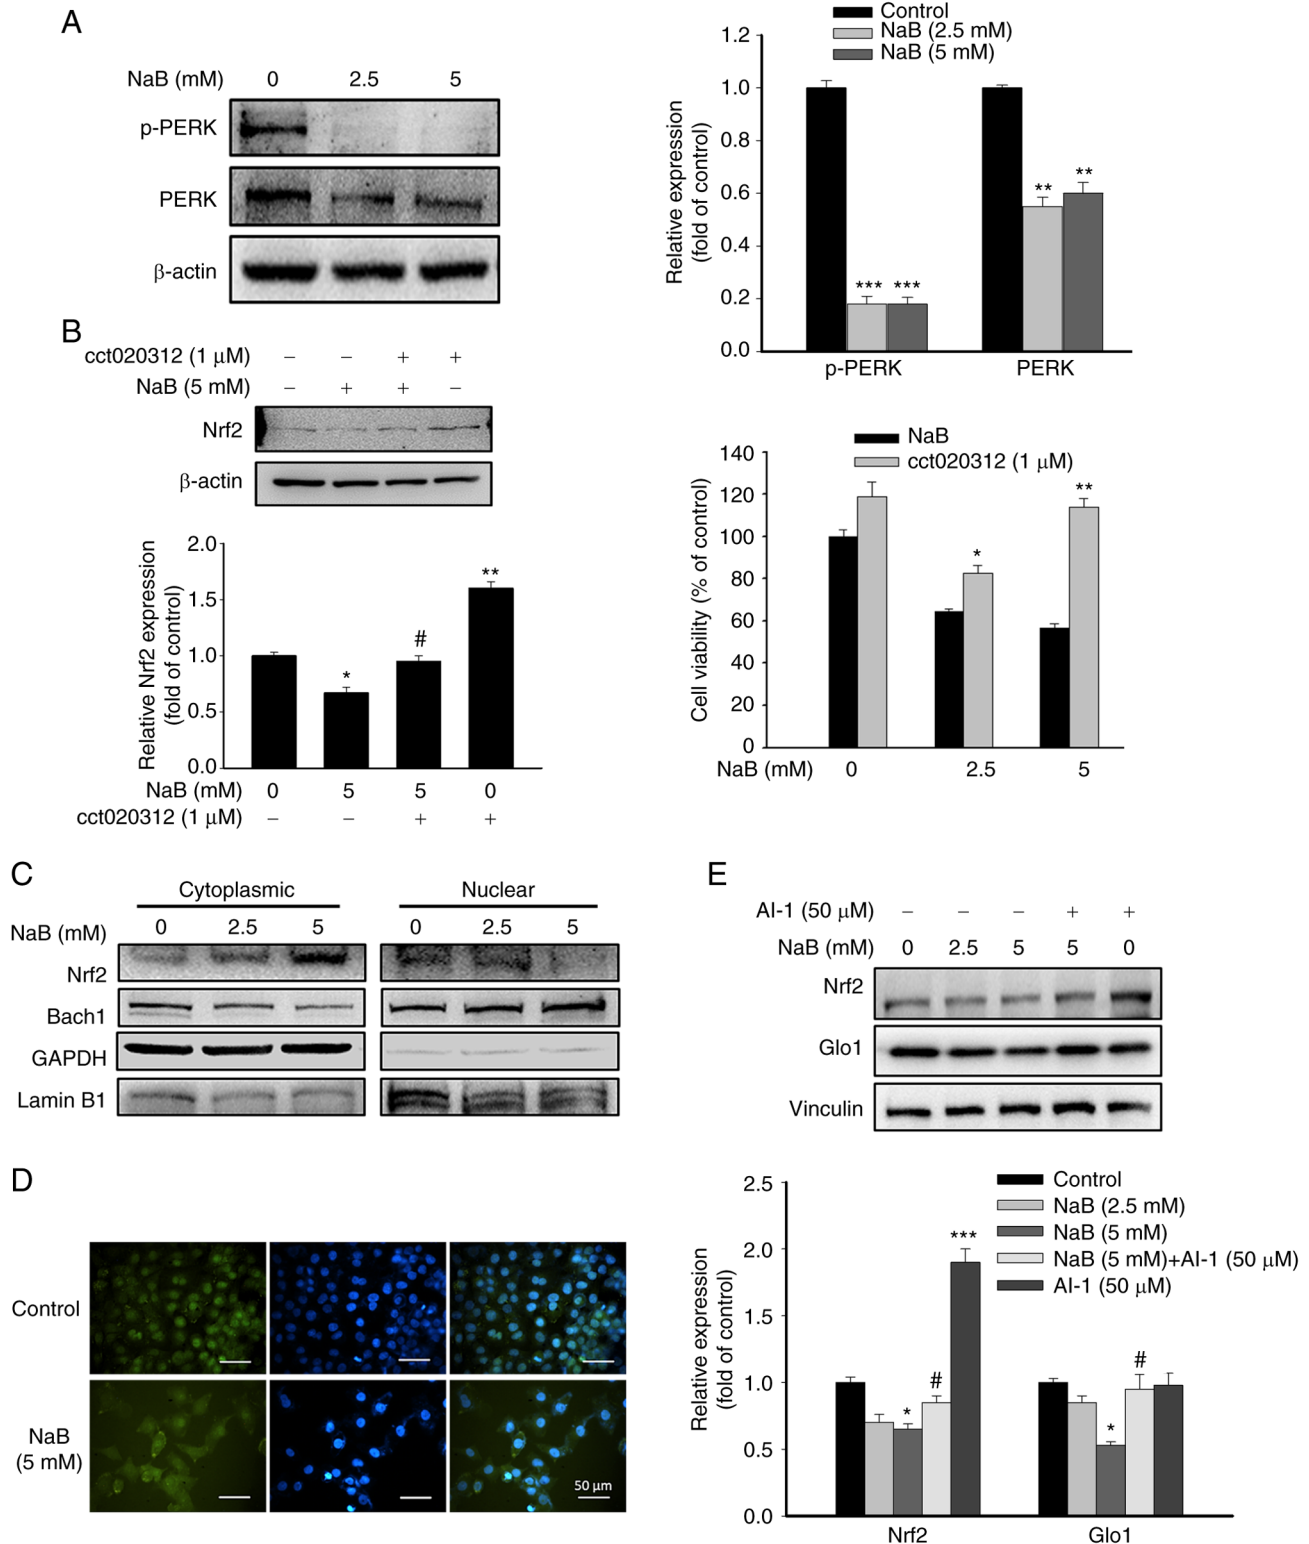 A
NaB (mM) 0 2.5 5
p-PERK
PERK
β-actin
Control
NaB (2.5 mM)
NaB (5 mM)
Relative expression
(fold of control)
1.2
1.0
0.8
0.6
0.4
0.2
0.0
*** ***
** **
p-PERK PERK
B
cct020312 (1 μM) − − + +
NaB (5 mM) − + + −
Nrf2
β-actin
Relative Nrf2 expression
(fold of control)
2.0
1.5
1.0
0.5
0.0
* # **
NaB (mM) 0 5 5 0
cct020312 (1 μM) − − + +
NaB
cct020312 (1 μM)
Cell viability (% of control)
140
120
100
80
60
40
20
0
* **
NaB (mM) 0 2.5 5
C
Cytoplasmic Nuclear
NaB (mM) 0 2.5 5 0 2.5 5
Nrf2
Bach1
GAPDH
Lamin B1
D
Control
NaB
(5 mM)
50 μm
E
AI-1 (50 μM) − − − + +
NaB (mM) 0 2.5 5 5 0
Nrf2
Glo1
Vinculin
Control
NaB (2.5 mM)
NaB (5 mM)
NaB (5 mM)+AI-1 (50 μM)
AI-1 (50 μM)
Relative expression
(fold of control)
2.5
2.0
1.5
1.0
0.5
0.0
* # ***
* #
Nrf2 Glo1